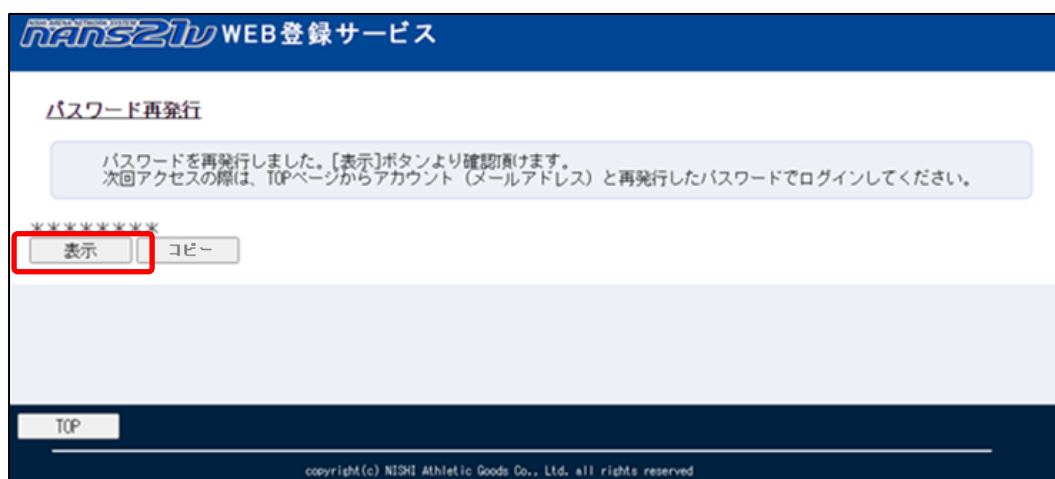 NISHI ARENA NETWORK SYSTEM
NANS21V WEB登録サービス
パスワード再発行
パスワードを再発行しました。[表示]ボタンより確認頂けます。
次回アクセスの際は、TOPページからアカウント（メールアドレス）と再発行したパスワードでログインしてください。
********
表示 コピー
TOP
copyright(c) NISHI Athletic Goods Co., Ltd. all rights reserved